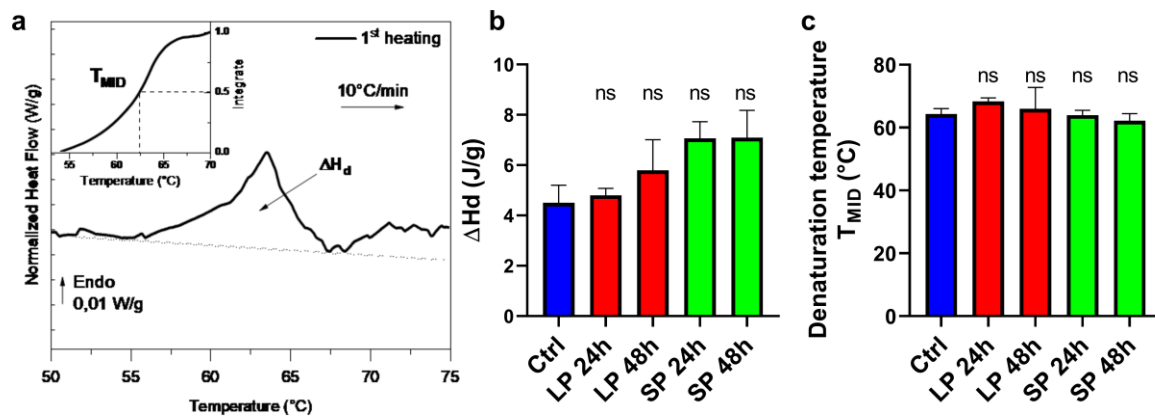 a
T_MID
1.0
0.5
0.0
Integrate
55 60 65 70
Temperature (°C)
1st heating
10°C/min
ΔH_d
Normalized Heat Flow (W/g)
Endo
0,01 W/g
50 55 60 65 70 75
Temperature (°C)
b
ΔHd (J/g)
10
8
6
4
2
0
ns ns ns ns
Ctrl LP 24h LP 48h SP 24h SP 48h
c
Denaturation temperature
T_MID (°C)
80
60
40
20
0
ns ns ns ns
Ctrl LP 24h LP 48h SP 24h SP 48h